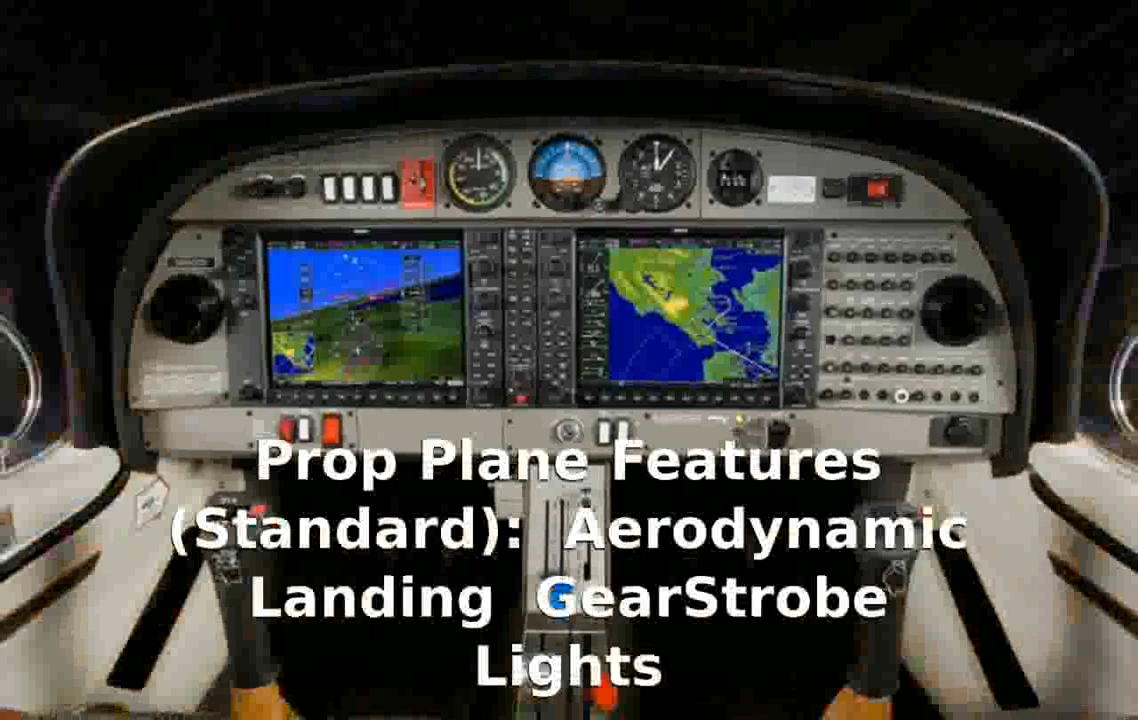 Prop Plane Features
(Standard):  Aerodynamic
Landing  GearStrobe
Lights